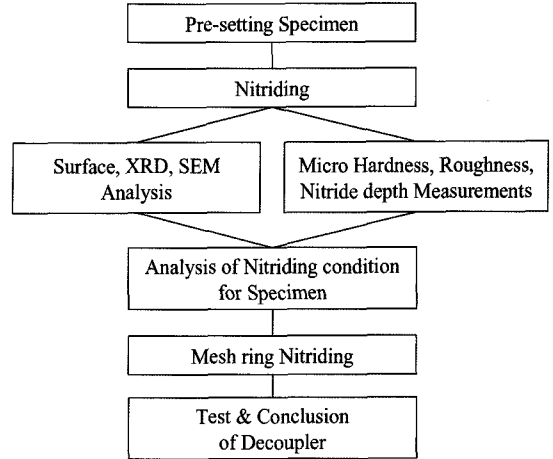 Pre-setting Specimen
Nitriding
Surface, XRD, SEM
Analysis
Micro Hardness, Roughness,
Nitride depth Measurements
Analysis of Nitriding condition
for Specimen
Mesh ring Nitriding
Test & Conclusion
of Decoupler